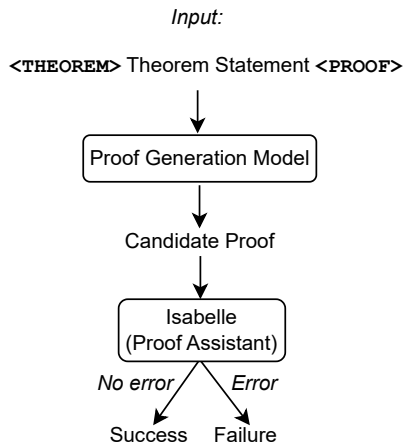 Input:
<THEOREM> Theorem Statement <PROOF>
Proof Generation Model
Candidate Proof
Isabelle
(Proof Assistant)
No error Error
Success Failure